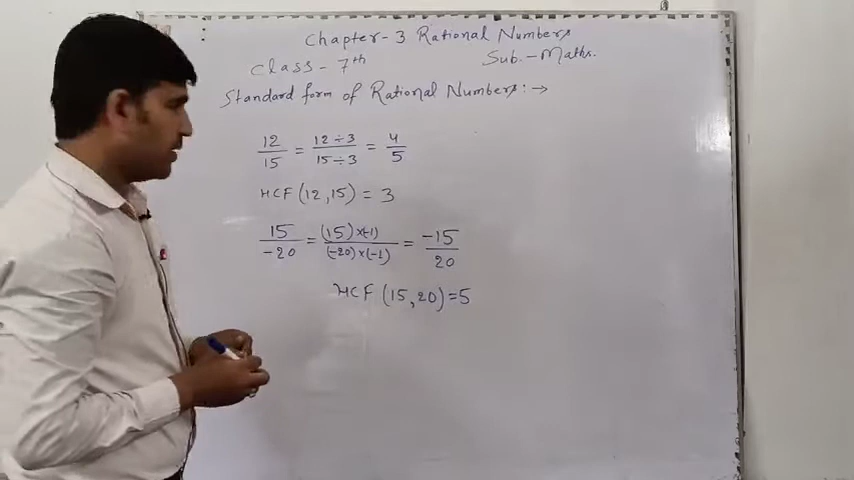 Chapter-3 Rational Numbers
Class-7th Sub.-Maths.
Standard form of Rational Numbers:→
12/15 = 12÷3/15÷3 = 4/5
HCF (12,15) = 3
15/-20 = (15)×(-1)/(-20)×(-1) = -15/20
HCF (15,20)=5